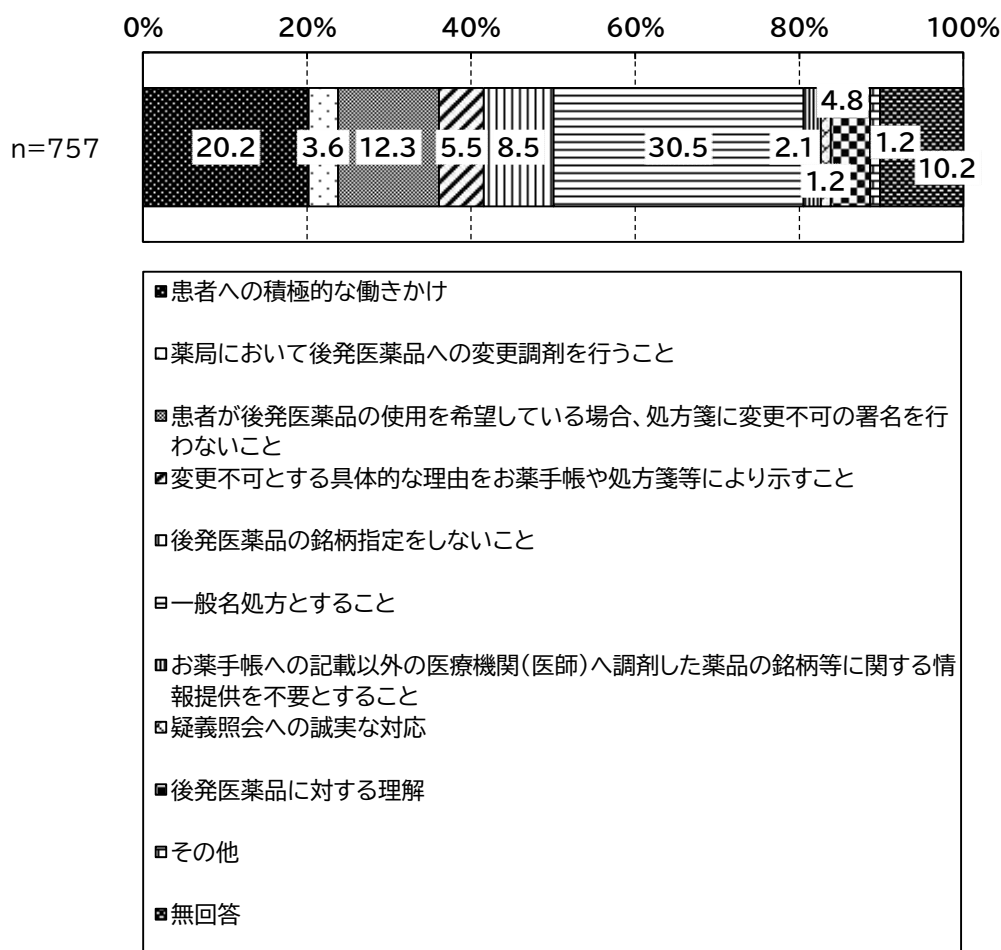 0% 20% 40% 60% 80% 100%
n=757
20.2 3.6 12.3 5.5 8.5 30.5 2.1 1.2 4.8 1.2 10.2
患者への積極的な働きかけ
薬局において後発医薬品への変更調剤を行うこと
患者が後発医薬品の使用を希望している場合、処方箋に変更不可の署名を行
わないこと
変更不可とする具体的な理由をお薬手帳や処方箋等により示すこと
後発医薬品の銘柄指定をしないこと
一般名処方とすること
お薬手帳への記載以外の医療機関(医師)へ調剤した薬品の銘柄等に関する情
報提供を不要とすること
疑義照会への誠実な対応
後発医薬品に対する理解
その他
無回答